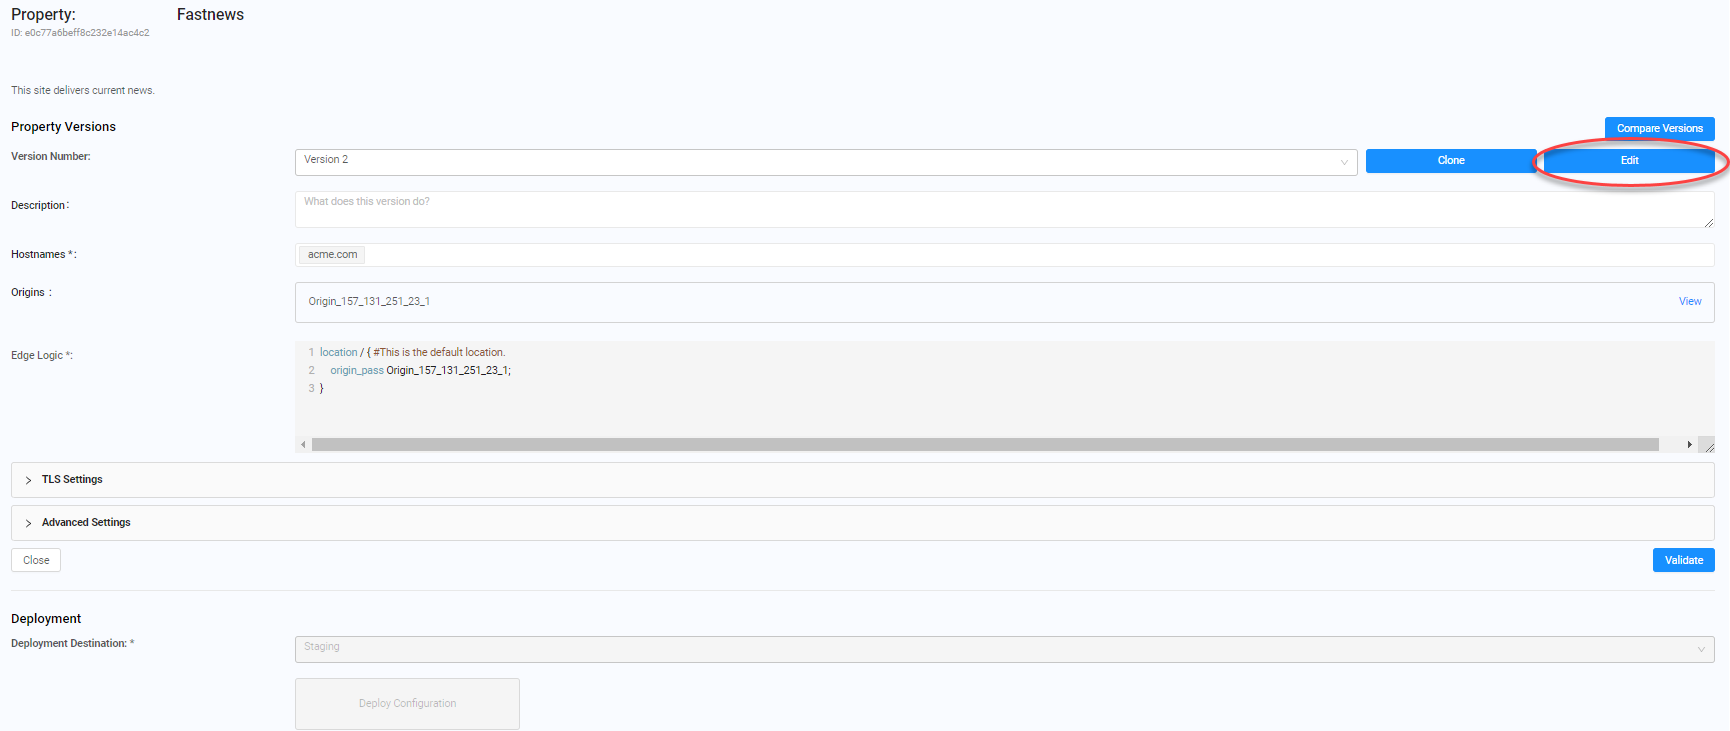 Property: Fastnews
ID: e0c77a6beff8c232e14ac4c2
This site delivers current news.
Property Versions
Compare Versions
Version Number:
Version 2
Clone
Edit
Description:
What does this version do?
Hostnames *:
acme.com
Origins :
Origin_157_131_251_23_1
View
Edge Logic *:
1 location / { #This is the default location.
2 origin_pass Origin_157_131_251_23_1;
3 }
TLS Settings
Advanced Settings
Close
Validate
Deployment
Deployment Destination: *
Staging
Deploy Configuration